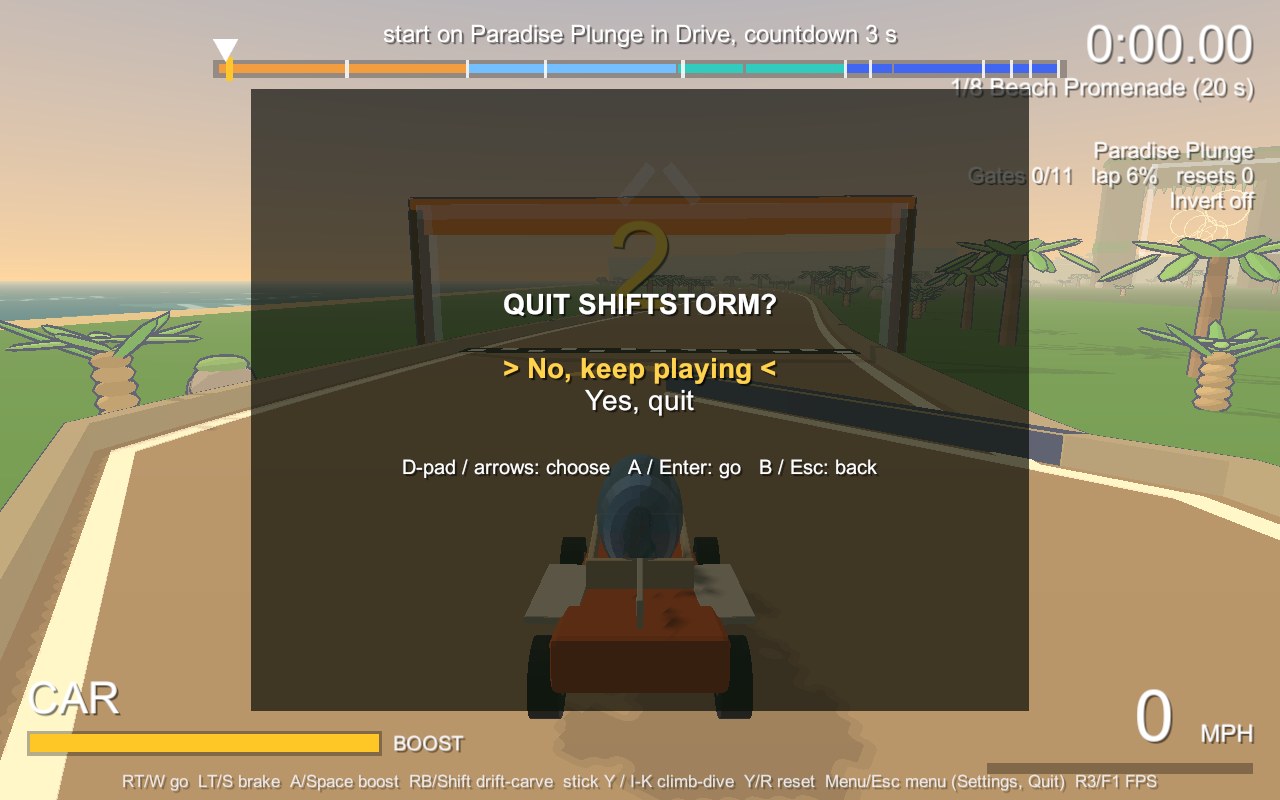 start on Paradise Plunge in Drive, countdown 3 s
0:00.00
1/8 Beach Promenade (20 s)
Paradise Plunge
Gates 0/11 lap 6% resets 0
Invert off
2
QUIT SHIFTSTORM?
> No, keep playing <
Yes, quit
D-pad / arrows: choose A / Enter: go B / Esc: back
CAR
BOOST
0 MPH
RT/W go LT/S brake A/Space boost RB/Shift drift-carve stick Y / I-K climb-dive Y/R reset Menu/Esc menu (Settings, Quit) R3/F1 FPS